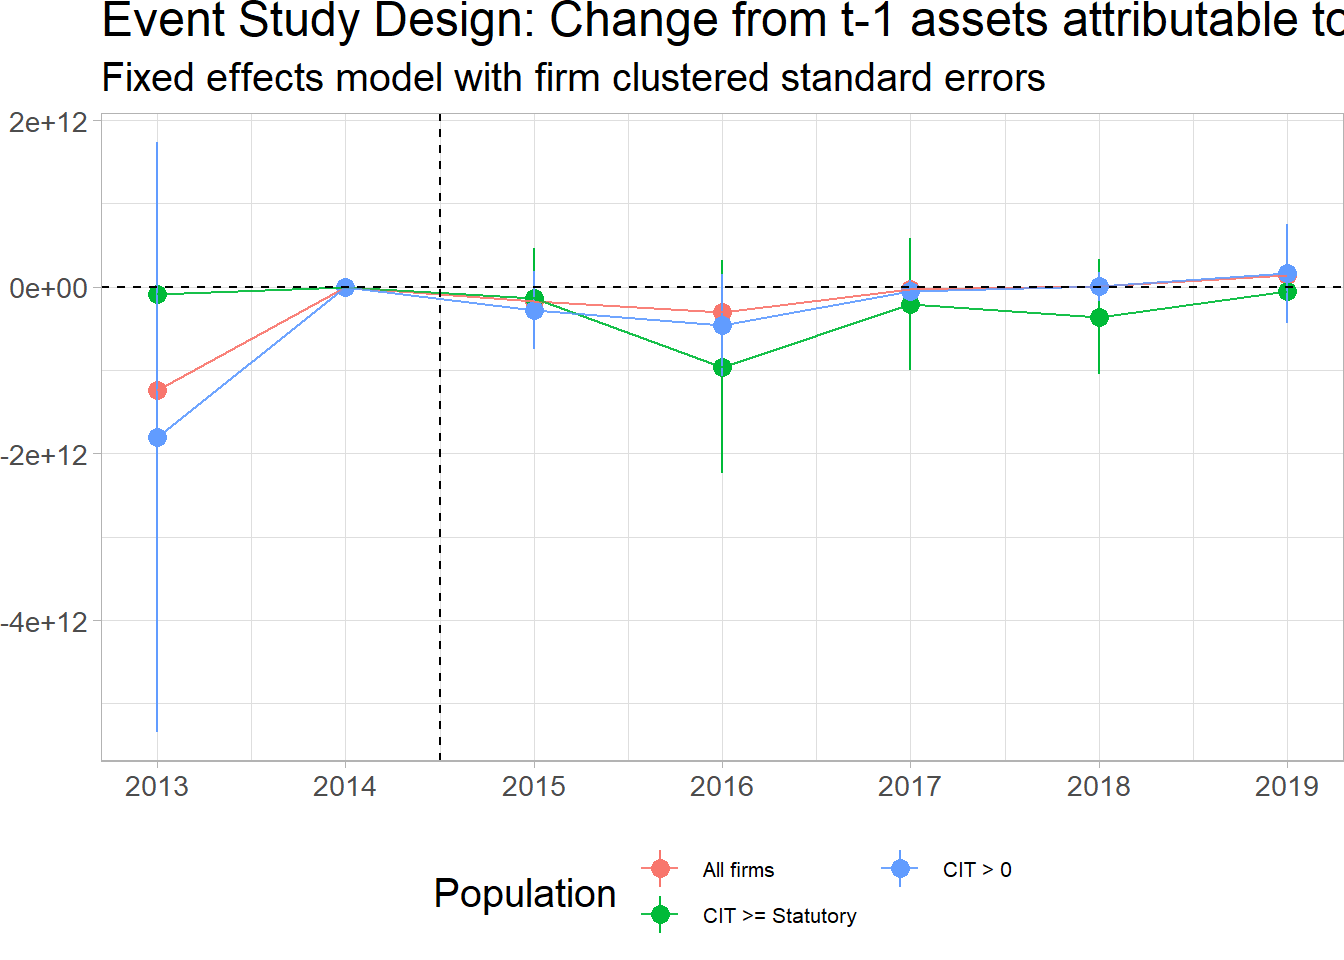 Event Study Design: Change from t-1 assets attributable to
Fixed effects model with firm clustered standard errors
2e+12
0e+00
-2e+12
-4e+12
2013 2014 2015 2016 2017 2018 2019
Population
All firms
CIT >= Statutory
CIT > 0